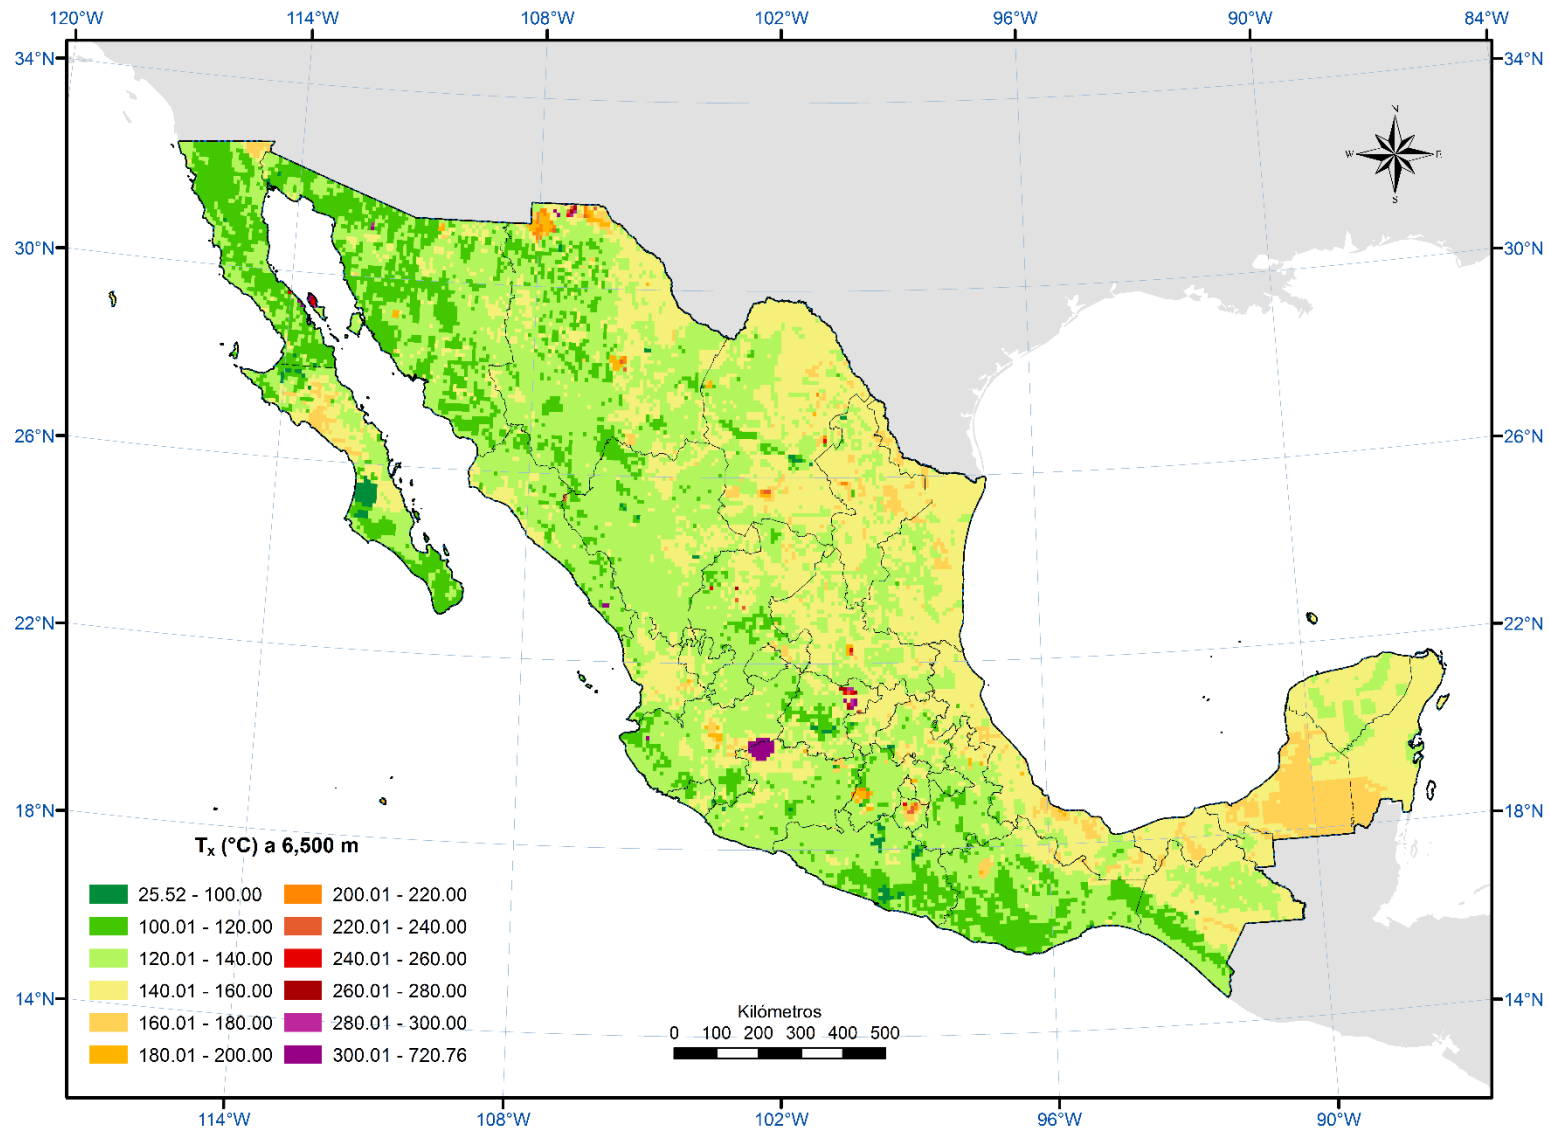 120°W 114°W 108°W 102°W 96°W 90°W 84°W
34°N 34°N
N
W E
S
30°N 30°N
26°N 26°N
22°N 22°N
18°N 18°N
Tₓ (°C) a 6,500 m
25.52 - 100.00 200.01 - 220.00
100.01 - 120.00 220.01 - 240.00
120.01 - 140.00 240.01 - 260.00
140.01 - 160.00 260.01 - 280.00
160.01 - 180.00 280.01 - 300.00
180.01 - 200.00 300.01 - 720.76
14°N 14°N
Kilómetros
0 100 200 300 400 500
114°W 108°W 102°W 96°W 90°W